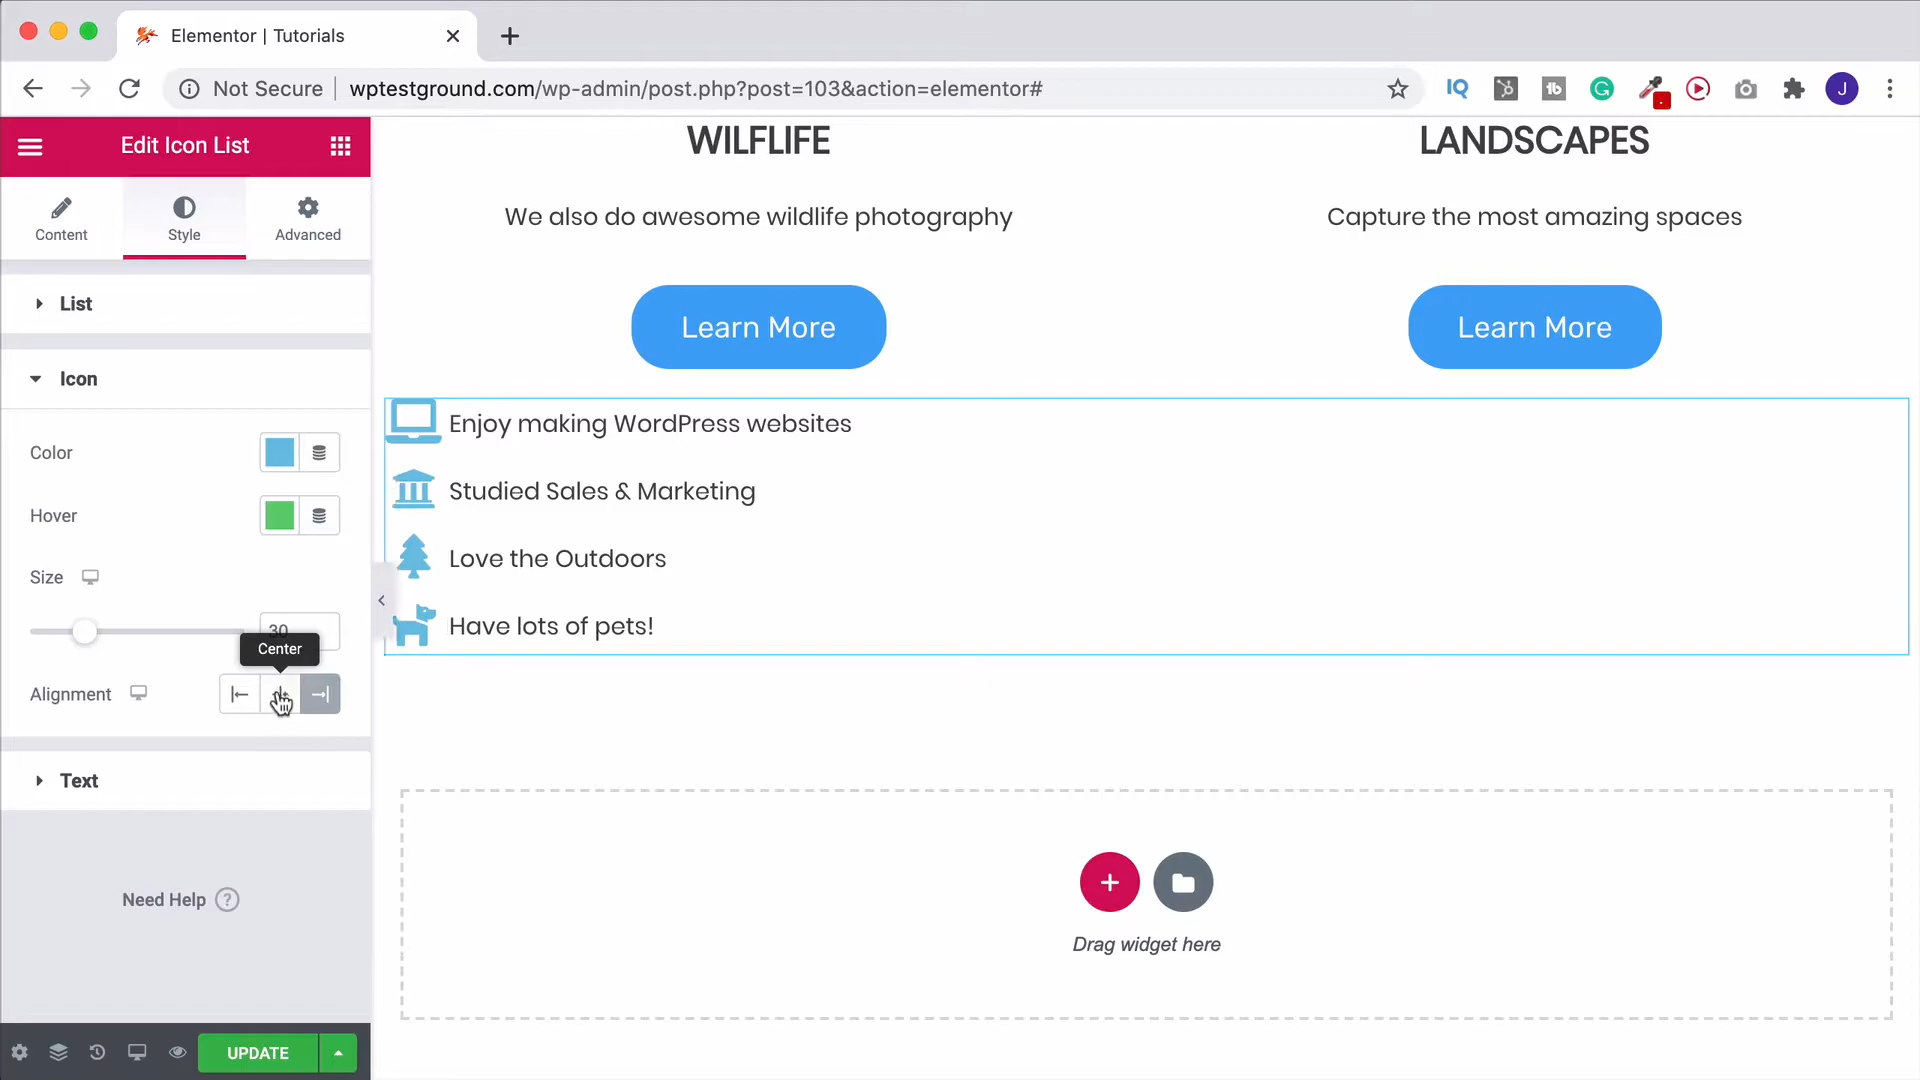 Elementor | Tutorials
Not Secure
wptestground.com/wp-admin/post.php?post=103&action=elementor#
IQ
tb
G
J
Edit Icon List
Content
Style
Advanced
List
Icon
Color
Hover
Size
30
Center
Alignment
Text
Need Help ?
UPDATE
WILFLIFE
We also do awesome wildlife photography
Learn More
LANDSCAPES
Capture the most amazing spaces
Learn More
Enjoy making WordPress websites
Studied Sales & Marketing
Love the Outdoors
Have lots of pets!
Drag widget here